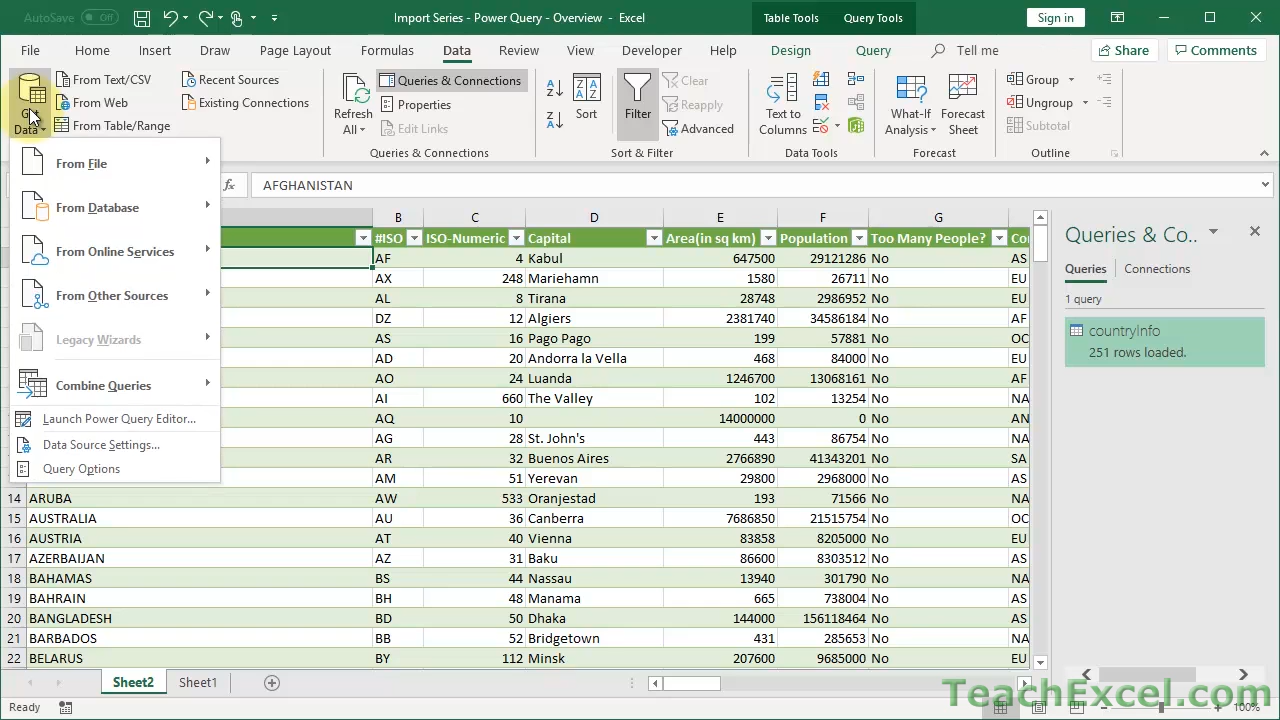 AutoSave Off Import Series - Power Query - Overview - Excel Table Tools Query Tools Sign in
File Home Insert Draw Page Layout Formulas Data Review View Developer Help Design Query Tell me Share Comments
Get Data
From Text/CSV
From Web
From Table/Range
Recent Sources
Existing Connections
Refresh All
Queries & Connections
Properties
Edit Links
Queries & Connections
Sort
Filter
Clear
Reapply
Advanced
Sort & Filter
Text to Columns
Data Tools
What-If Analysis
Forecast Sheet
Forecast
Group
Ungroup
Subtotal
Outline
From File
From Database
From Online Services
From Other Sources
Legacy Wizards
Combine Queries
Launch Power Query Editor...
Data Source Settings...
Query Options
fx AFGHANISTAN
B C D E F G
#ISO ISO-Numeric Capital Area(in sq km) Population Too Many People?
AF 4 Kabul 647500 29121286 No AS
AX 248 Mariehamn 1580 26711 No EU
AL 8 Tirana 28748 2986952 No EU
DZ 12 Algiers 2381740 34586184 No AF
AS 16 Pago Pago 199 57881 No OC
AD 20 Andorra la Vella 468 84000 No EU
AO 24 Luanda 1246700 13068161 No AF
AI 660 The Valley 102 13254 No NA
AQ 10 14000000 0 No AN
AG 28 St. John's 443 86754 No NA
AR 32 Buenos Aires 2766890 41343201 No SA
AM 51 Yerevan 29800 2968000 No AS
14 ARUBA AW 533 Oranjestad 193 71566 No NA
15 AUSTRALIA AU 36 Canberra 7686850 21515754 No OC
16 AUSTRIA AT 40 Vienna 83858 8205000 No EU
17 AZERBAIJAN AZ 31 Baku 86600 8303512 No AS
18 BAHAMAS BS 44 Nassau 13940 301790 No NA
19 BAHRAIN BH 48 Manama 665 738004 No AS
20 BANGLADESH BD 50 Dhaka 144000 156118464 No AS
21 BARBADOS BB 52 Bridgetown 431 285653 No NA
22 BELARUS BY 112 Minsk 207600 9685000 No EU
Queries & Co..
Queries Connections
1 query
countryInfo
251 rows loaded.
Sheet2 Sheet1
Ready 100%
TeachExcel.com